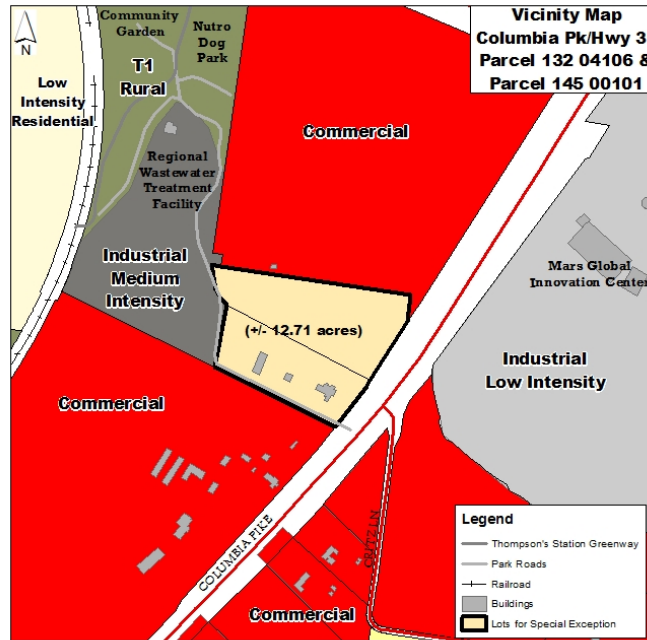 Vicinity Map
Columbia Pk/Hwy 3
Parcel 132 04106 &
Parcel 145 00101
N
Community
Garden
Nutro
Dog
Park
T1
Rural
Low
Intensity
Residential
Commercial
Regional
Wastewater
Treatment
Facility
Industrial
Medium
Intensity
Mars Global
Innovation Center
(+/- 12.71 acres)
Industrial
Low Intensity
Commercial
COLUMBIA PIKE
CRITZ LN
Commercial
Legend
Thompson's Station Greenway
Park Roads
Railroad
Buildings
Lots for Special Exception